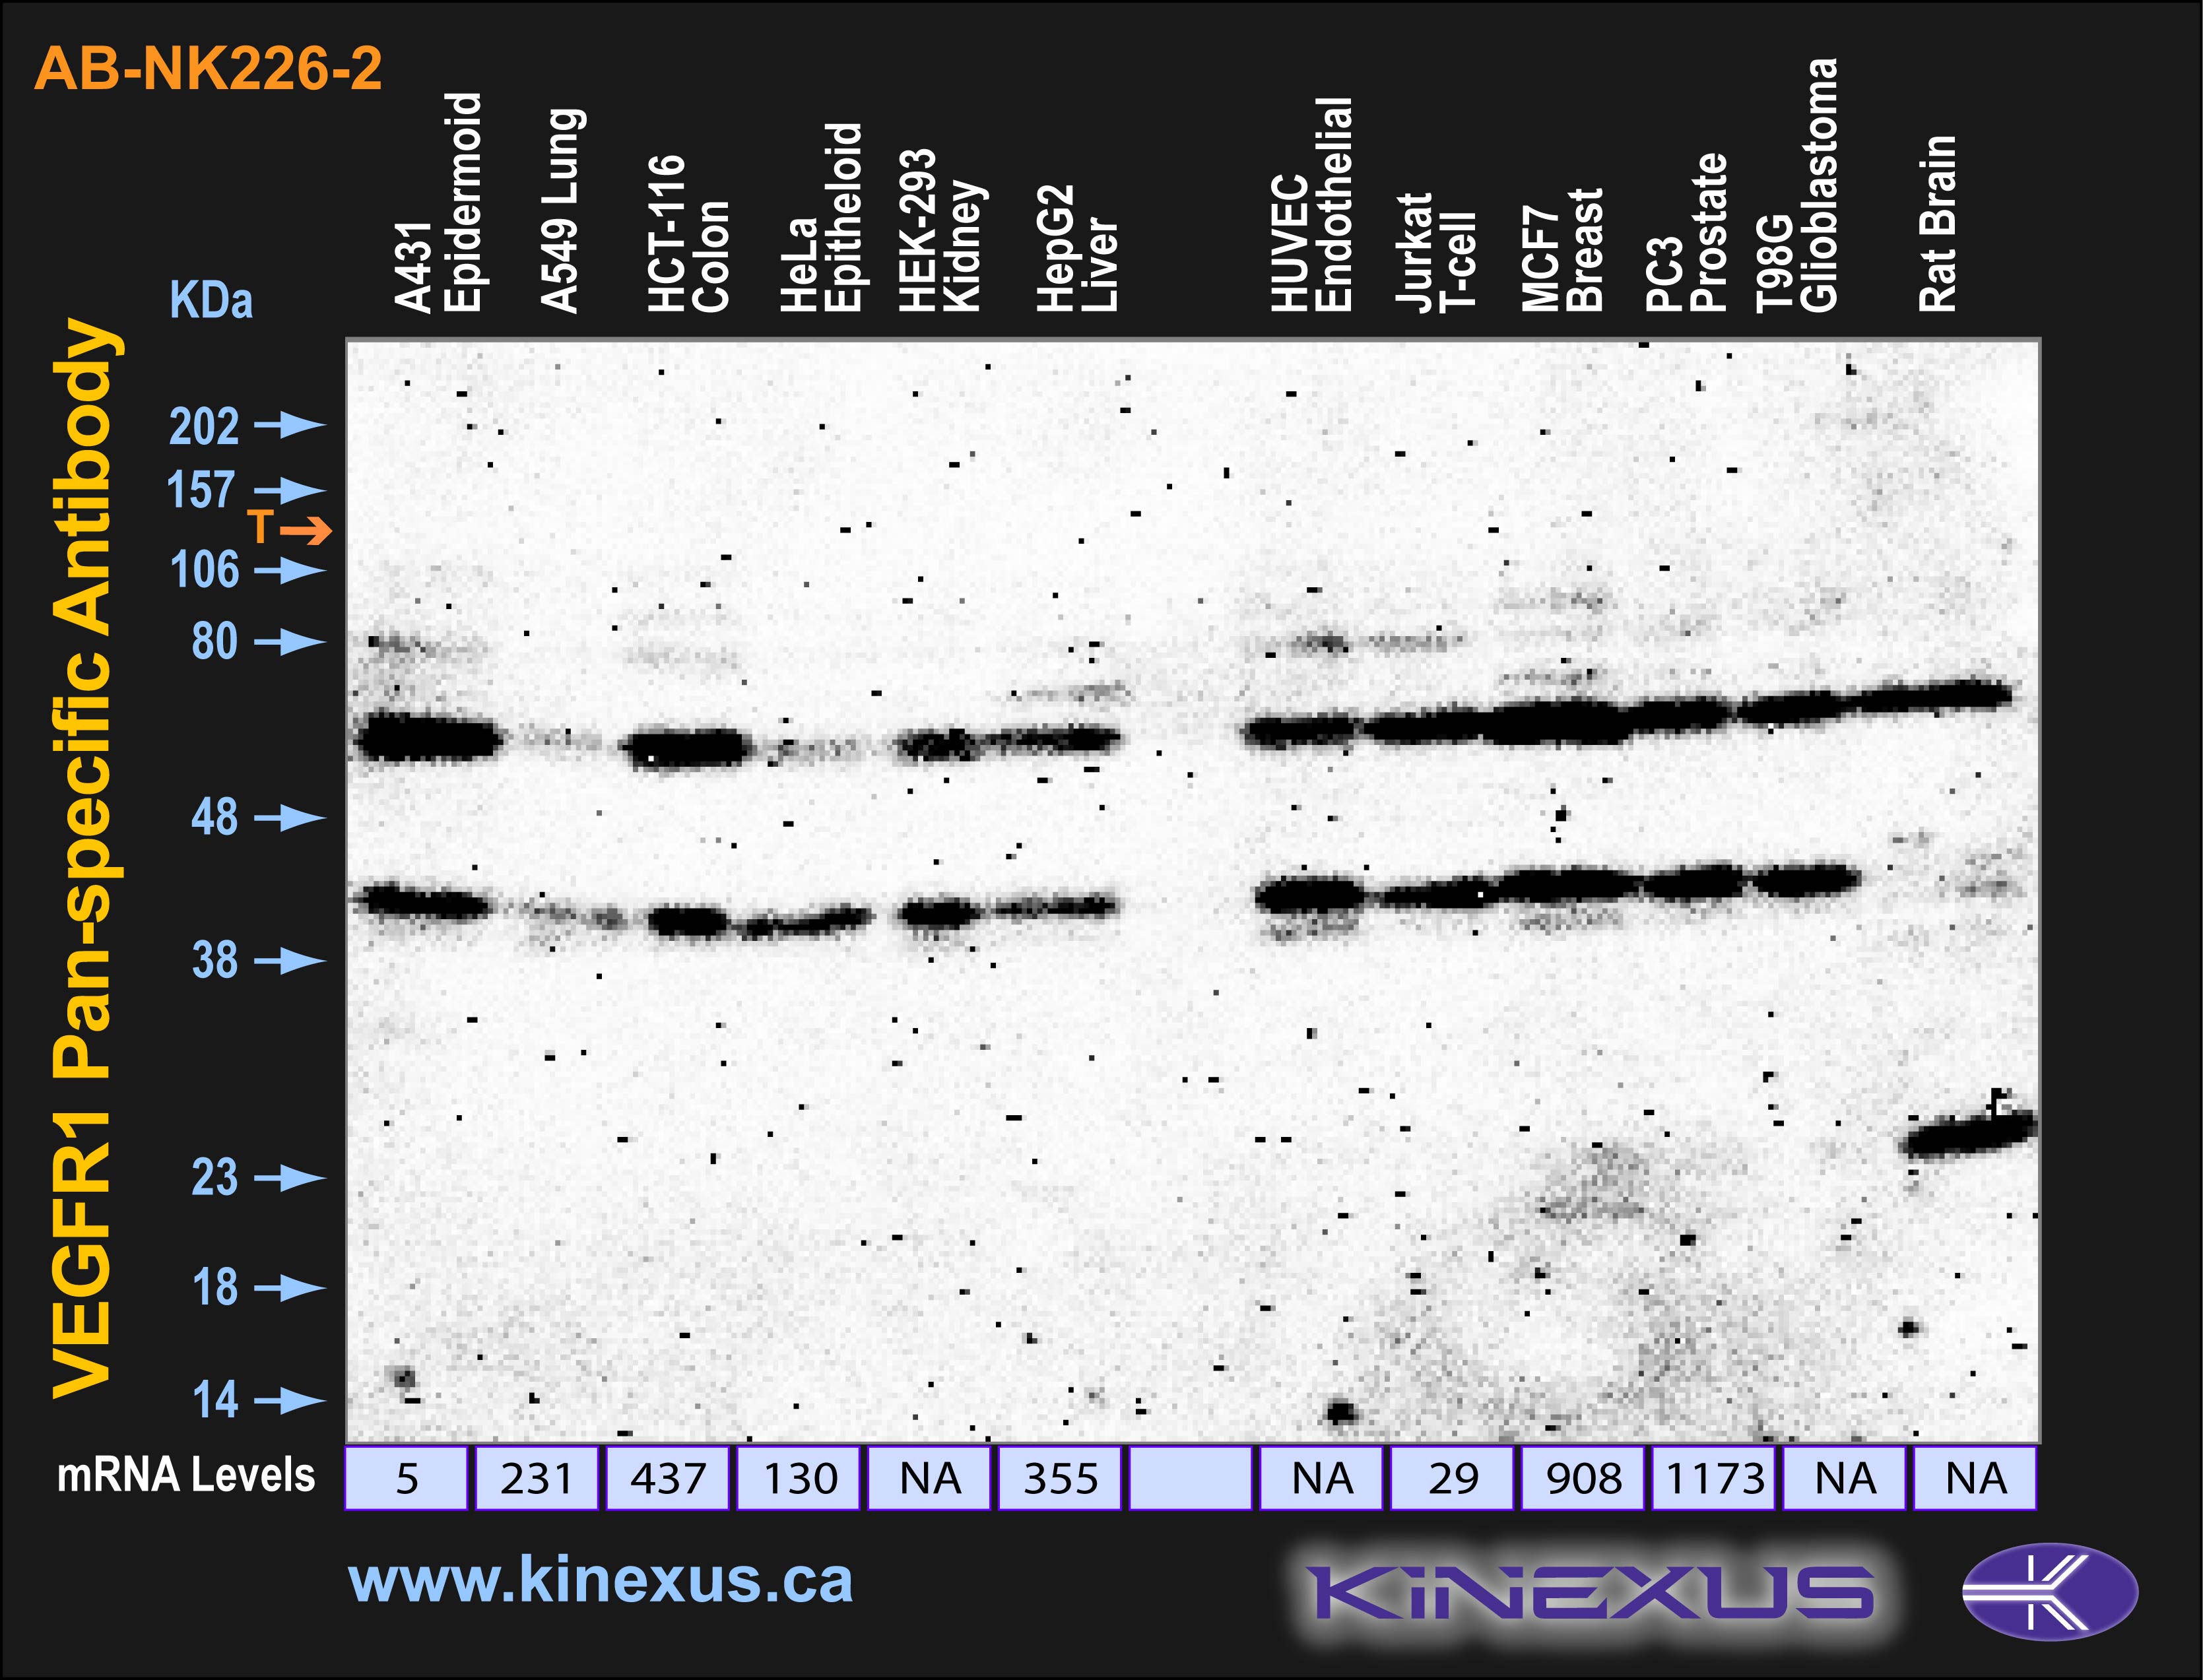 AB-NK226-2
A431
Epidermoid
A549 Lung
HCT-116
Colon
HeLa
Epitheloid
HEK-293
Kidney
HepG2
Liver
HUVEC
Endothelial
Jurkat
T-cell
MCF7
Breast
PC3
Prostate
T98G
Glioblastoma
Rat Brain
VEGFR1 Pan-specific Antibody
KDa
202
157
T
106
80
48
38
23
18
14
mRNA Levels 5 231 437 130 NA 355 NA 29 908 1173 NA NA
www.kinexus.ca
KiNEXUS
K